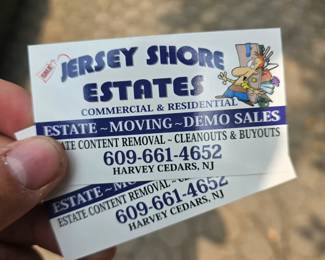 JERSEY SHORE
ESTATES
COMMERCIAL & RESIDENTIAL
ESTATE ~MOVING~DEMO SALES
ESTATE CONTENT REMOVAL ~ CLEANOUTS & BUYOUTS
609-661-4652
HARVEY CEDARS, NJ
ESTATE ~MO
ESTATE CONTENT REMOVAL ~ C
609-661-4652
HARVEY CEDARS, NJ